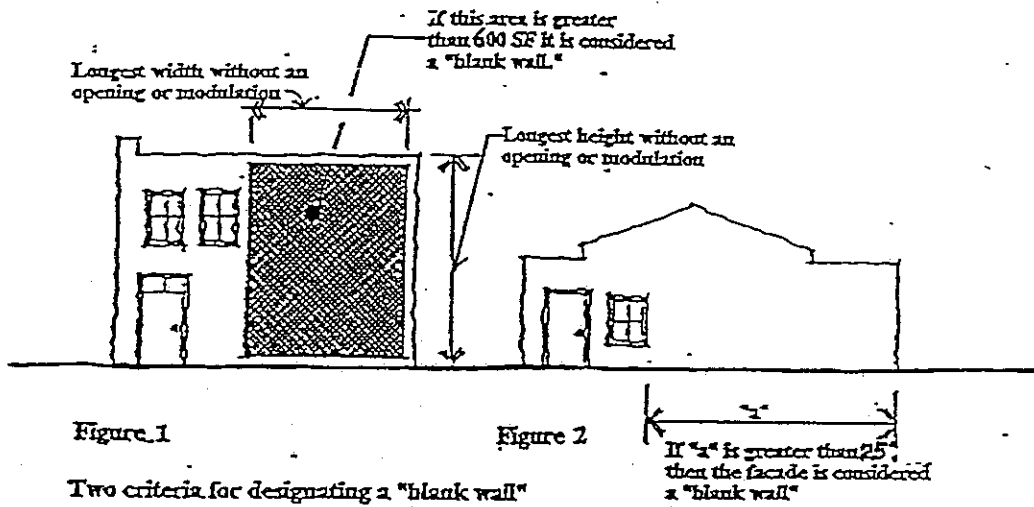 If this area is greater
than 600 SF it is considered
a "blank wall"
Longest width without an
opening or modulation
Longest height without an
opening or modulation
"a"
Figure 1
Figure 2
If "a" is greater than 25'
then the facade is considered
a "blank wall"
Two criteria for designating a "blank wall"